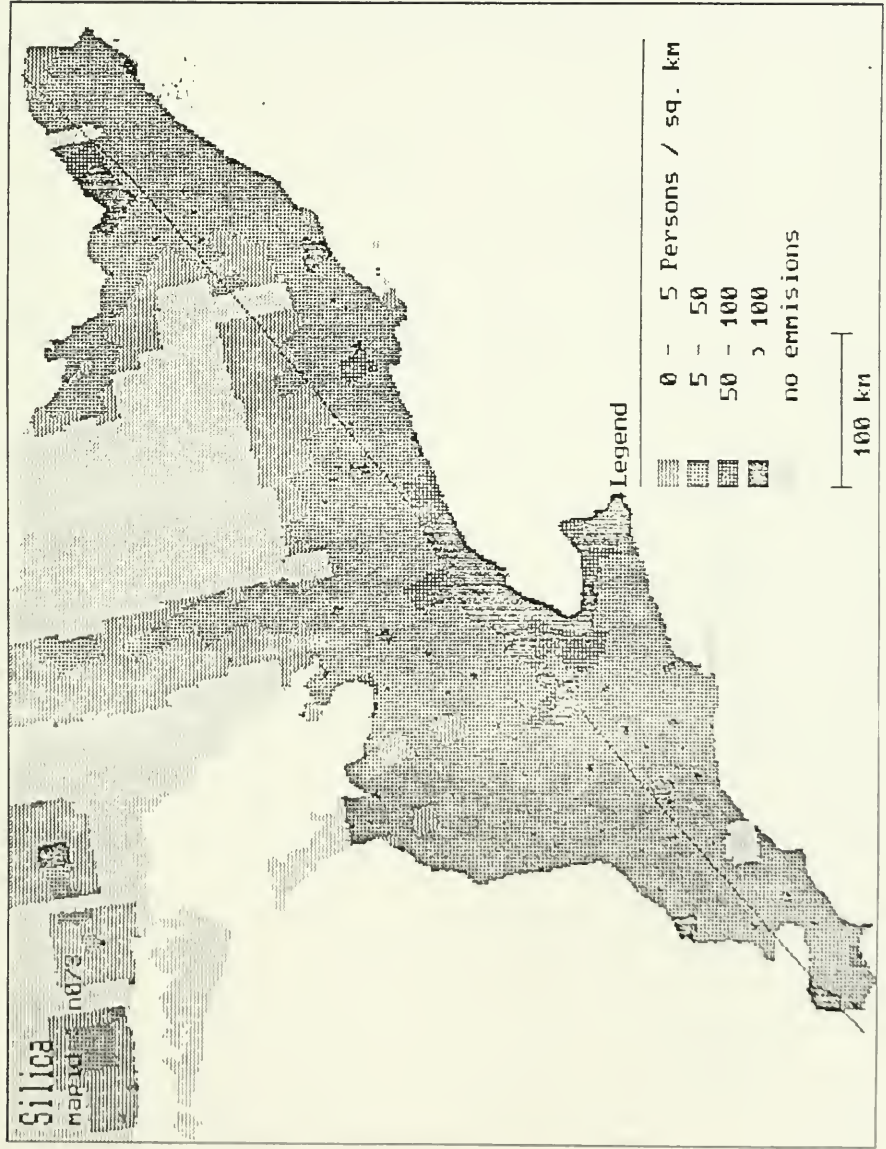 Silica
map id : n073
Legend
0 - 5 Persons / sq. km
5 - 50
50 - 100
> 100
no emmisions
100 km